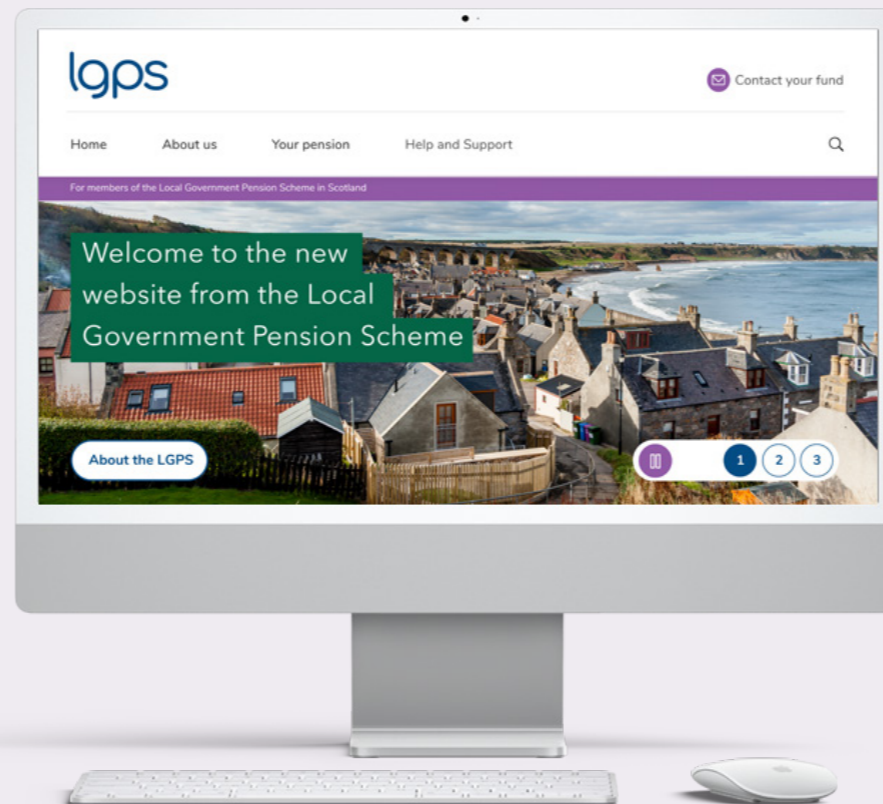 lgps
Contact your fund
Home About us Your pension Help and Support
For members of the Local Government Pension Scheme in Scotland
Welcome to the new
website from the Local
Government Pension Scheme
About the LGPS
1 2 3